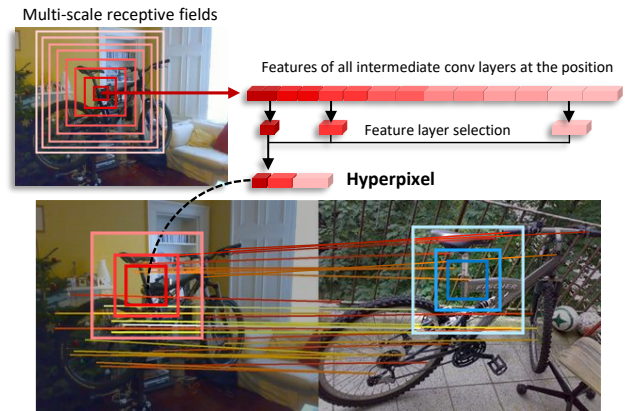 Multi-scale receptive fields
Features of all intermediate conv layers at the position
Feature layer selection
Hyperpixel